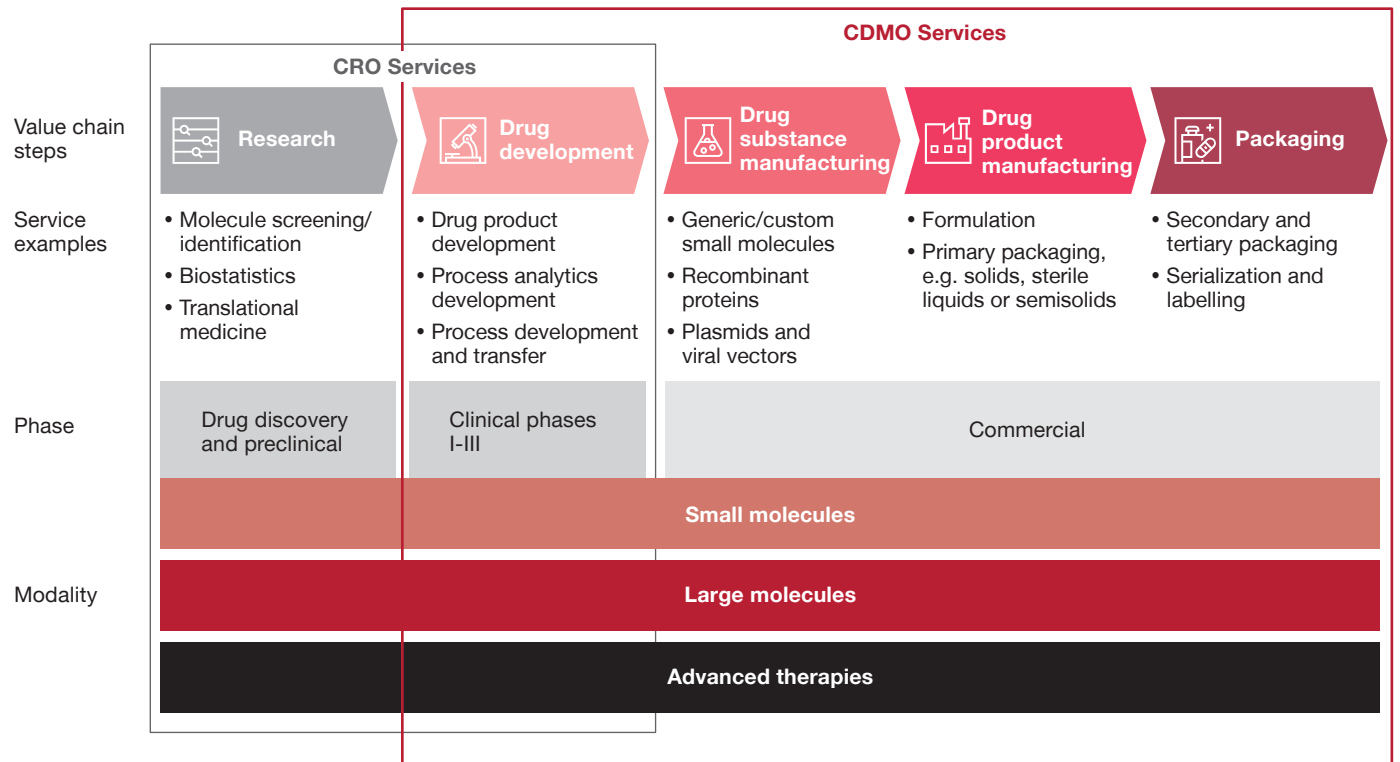 CDMO Services
CRO Services
Value chain
steps
Research
Drug
development
Drug
substance
manufacturing
Drug
product
manufacturing
Packaging
Service
examples
• Molecule screening/
identification
• Biostatistics
• Translational
medicine
• Drug product
development
• Process analytics
development
• Process development
and transfer
• Generic/custom
small molecules
• Recombinant
proteins
• Plasmids and
viral vectors
• Formulation
• Primary packaging,
e.g. solids, sterile
liquids or semisolids
• Secondary and
tertiary packaging
• Serialization and
labelling
Phase
Drug discovery
and preclinical
Clinical phases
I-III
Commercial
Modality
Small molecules
Large molecules
Advanced therapies